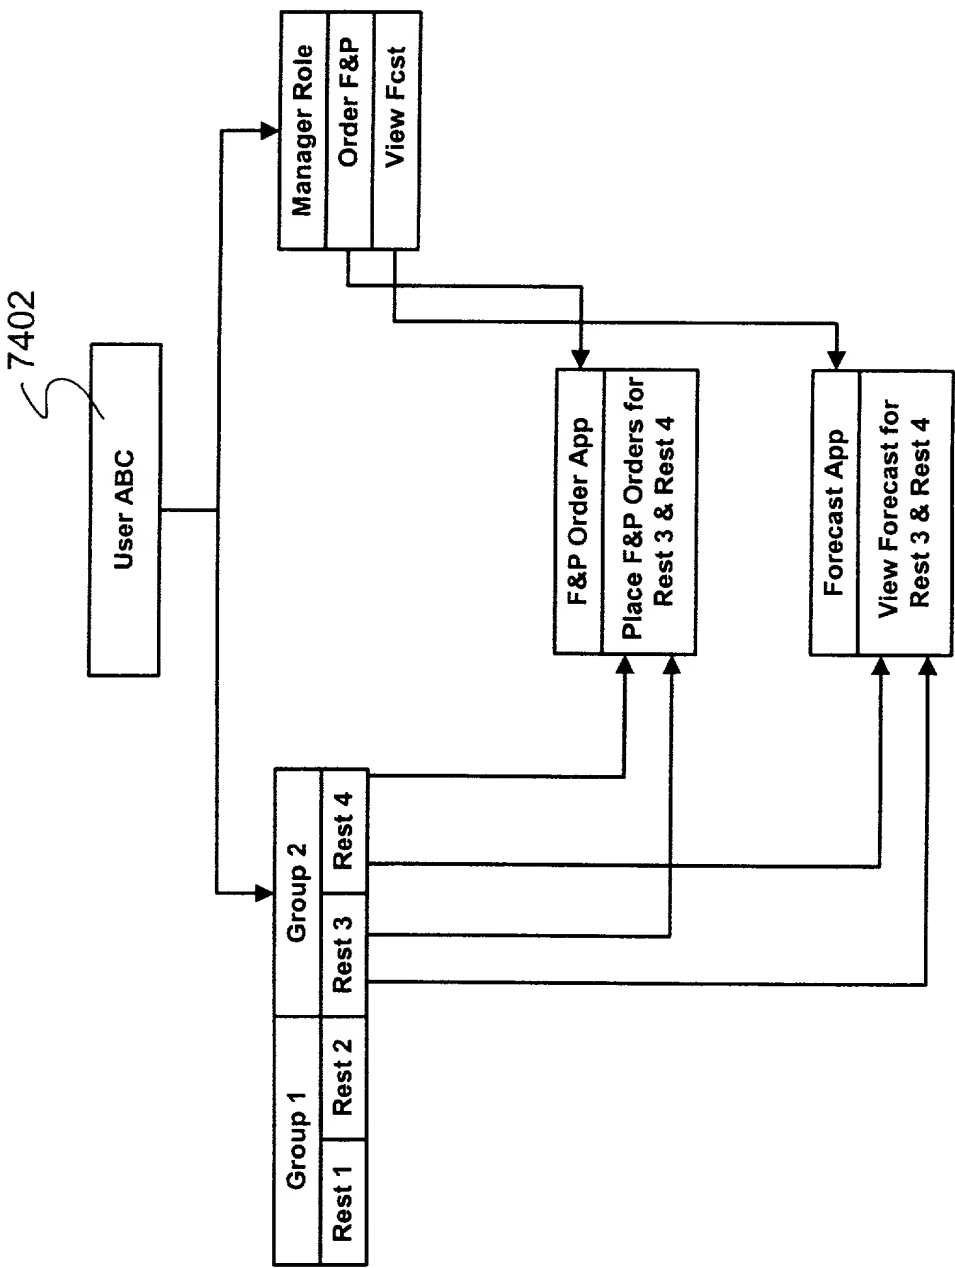 7402
User ABC
Group 1
Group 2
Rest 1
Rest 2
Rest 3
Rest 4
Manager Role
Order F&P
View Fcst
F&P Order App
Place F&P Orders for
Rest 3 & Rest 4
Forecast App
View Forecast for
Rest 3 & Rest 4